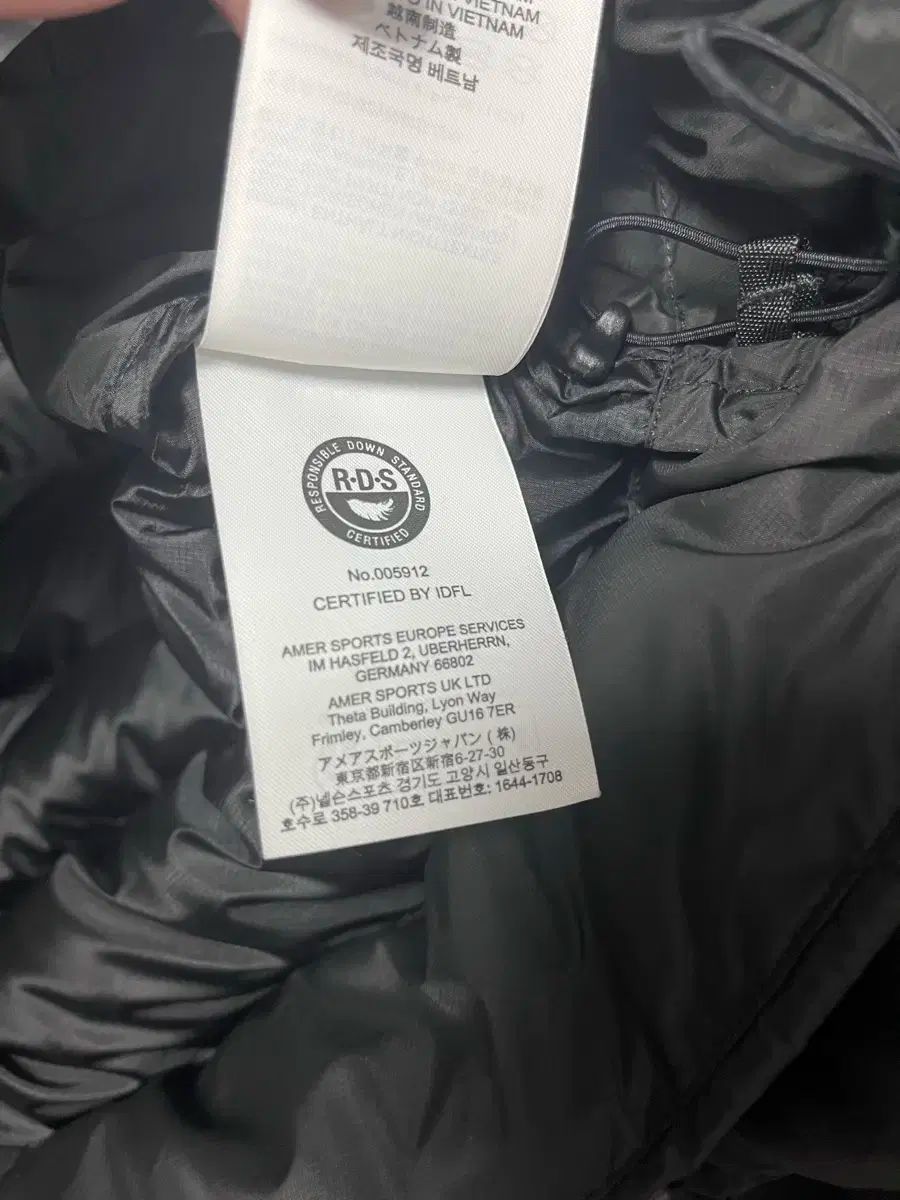 VIETNAM
IN VIETNAM
越南制造
ベトナム製
제조국명 베트남
RESPONSIBLE DOWN STANDARD
R·D·S
CERTIFIED
No.005912
CERTIFIED BY IDFL
AMER SPORTS EUROPE SERVICES
IM HASFELD 2, UBERHERRN,
GERMANY 66802
AMER SPORTS UK LTD
Theta Building, Lyon Way
Frimley, Camberley GU16 7ER
アメアスポーツジャパン (株)
東京都新宿区新宿6-27-30
(주)넬슨스포츠 경기도 고양시 일산동구
호수로 358-39 710호 대표번호: 1644-1708